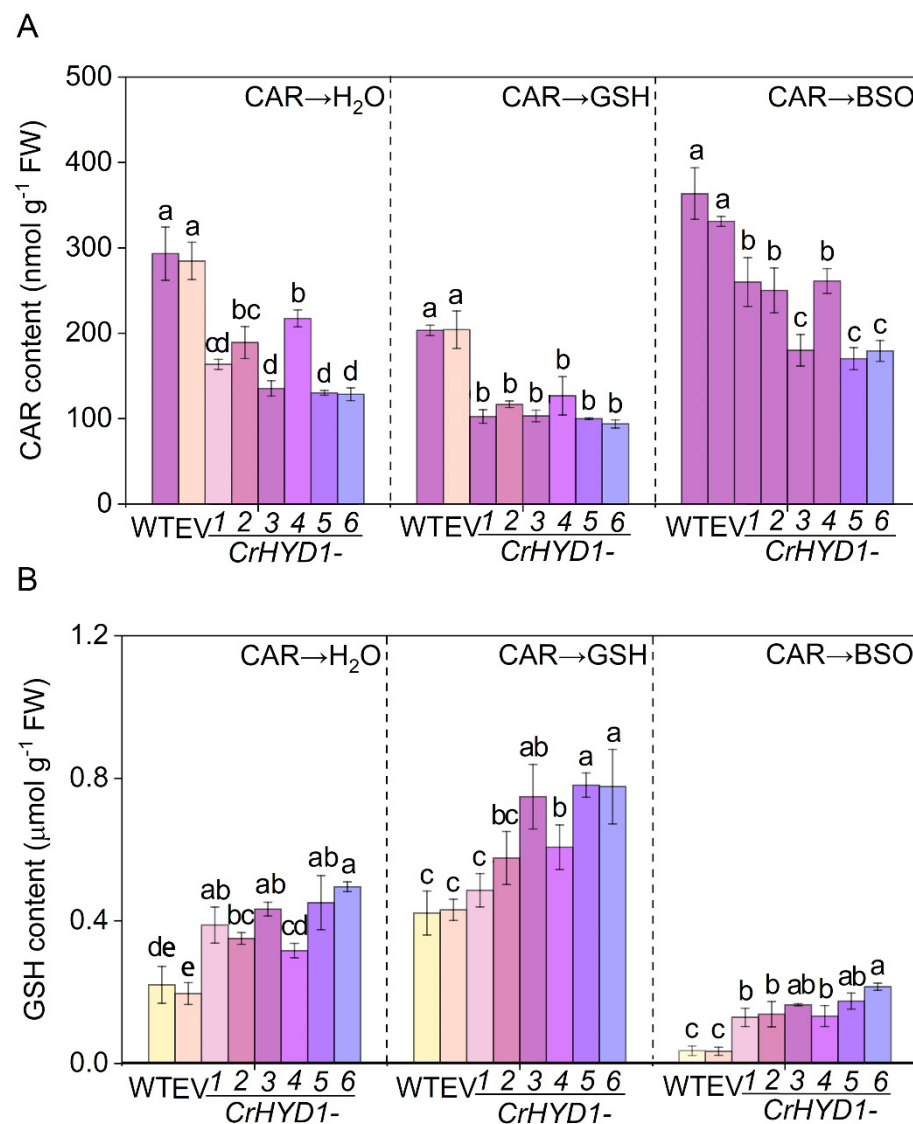 A
500
400
300
200
100
0
CAR content (nmol g⁻¹ FW)
CAR→H₂O
CAR→GSH
CAR→BSO
a
a
cd
bc
d
b
d
d
a
a
b
b
b
b
b
b
a
a
b
b
c
b
c
c
WT EV 1 2 3 4 5 6
CrHYD1-
WT EV 1 2 3 4 5 6
CrHYD1-
WT EV 1 2 3 4 5 6
CrHYD1-
B
1.2
0.8
0.4
0.0
GSH content (μmol g⁻¹ FW)
CAR→H₂O
CAR→GSH
CAR→BSO
de
e
ab
bc
ab
cd
ab
a
c
c
c
bc
ab
b
a
a
c
c
b
b
ab
b
ab
a
WT EV 1 2 3 4 5 6
CrHYD1-
WT EV 1 2 3 4 5 6
CrHYD1-
WT EV 1 2 3 4 5 6
CrHYD1-